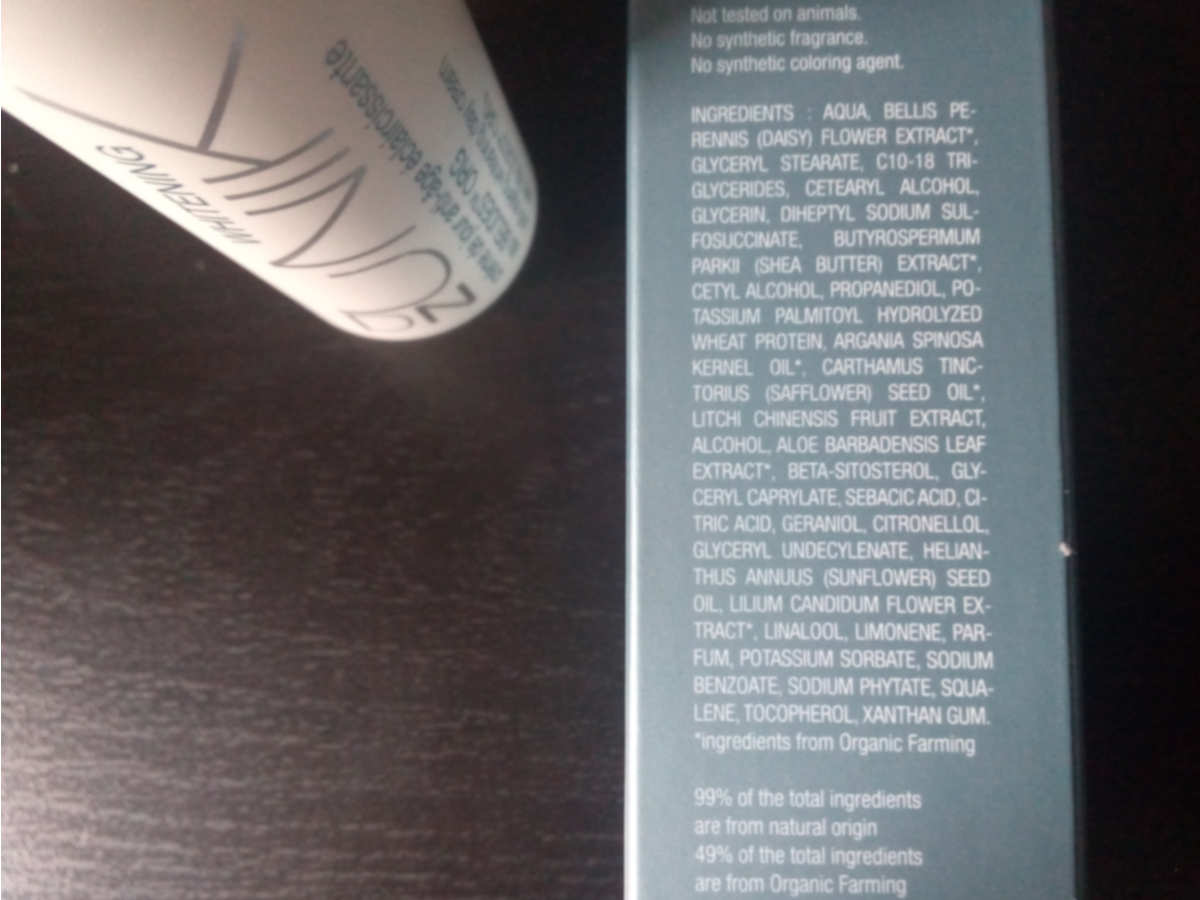 WHITENING
crème de jour anti-âge éclaircissante
Not tested on animals.
No synthetic fragrance.
No synthetic coloring agent.
INGREDIENTS : AQUA, BELLIS PE-
RENNIS (DAISY) FLOWER EXTRACT*,
GLYCERYL STEARATE, C10-18 TRI-
GLYCERIDES, CETEARYL ALCOHOL,
GLYCERIN, DIHEPTYL SODIUM SUL-
FOSUCCINATE, BUTYROSPERMUM
PARKII (SHEA BUTTER) EXTRACT*,
CETYL ALCOHOL, PROPANEDIOL, PO-
TASSIUM PALMITOYL HYDROLYZED
WHEAT PROTEIN, ARGANIA SPINOSA
KERNEL OIL*, CARTHAMUS TINC-
TORIUS (SAFFLOWER) SEED OIL*,
LITCHI CHINENSIS FRUIT EXTRACT,
ALCOHOL, ALOE BARBADENSIS LEAF
EXTRACT*, BETA-SITOSTEROL, GLY-
CERYL CAPRYLATE, SEBACIC ACID, CI-
TRIC ACID, GERANIOL, CITRONELLOL,
GLYCERYL UNDECYLENATE, HELIAN-
THUS ANNUUS (SUNFLOWER) SEED
OIL, LILIUM CANDIDUM FLOWER EX-
TRACT*, LINALOOL, LIMONENE, PAR-
FUM, POTASSIUM SORBATE, SODIUM
BENZOATE, SODIUM PHYTATE, SQUA-
LENE, TOCOPHEROL, XANTHAN GUM.
*ingredients from Organic Farming
99% of the total ingredients
are from natural origin
49% of the total ingredients
are from Organic Farming